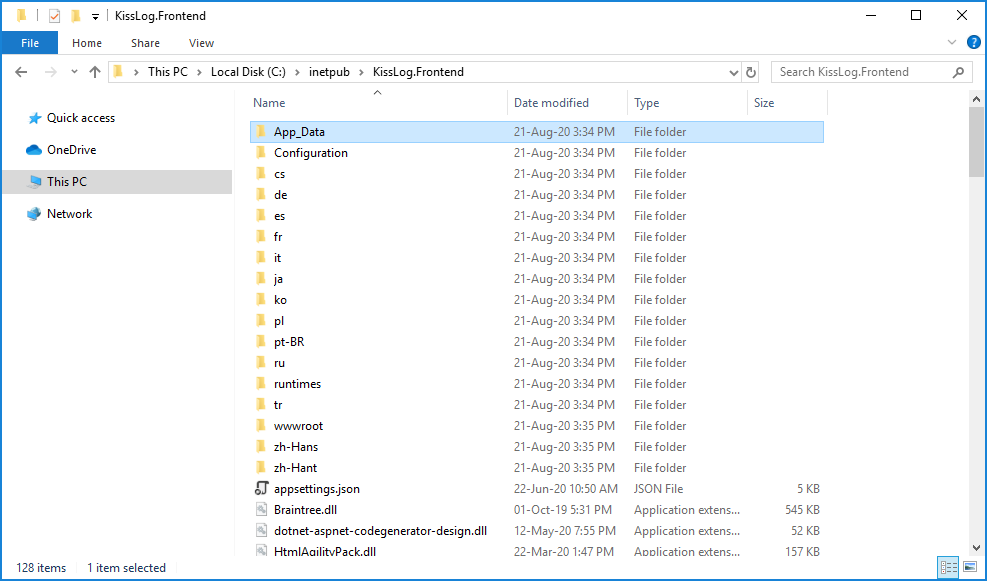 KissLog.Frontend
File Home Share View
This PC Local Disk (C:) inetpub KissLog.Frontend Search KissLog.Frontend
Quick access
OneDrive
This PC
Network
Name Date modified Type Size
App_Data 21-Aug-20 3:34 PM File folder
Configuration 21-Aug-20 3:34 PM File folder
cs 21-Aug-20 3:34 PM File folder
de 21-Aug-20 3:34 PM File folder
es 21-Aug-20 3:34 PM File folder
fr 21-Aug-20 3:34 PM File folder
it 21-Aug-20 3:34 PM File folder
ja 21-Aug-20 3:34 PM File folder
ko 21-Aug-20 3:34 PM File folder
pl 21-Aug-20 3:34 PM File folder
pt-BR 21-Aug-20 3:34 PM File folder
ru 21-Aug-20 3:34 PM File folder
runtimes 21-Aug-20 3:34 PM File folder
tr 21-Aug-20 3:34 PM File folder
wwwroot 21-Aug-20 3:35 PM File folder
zh-Hans 21-Aug-20 3:35 PM File folder
zh-Hant 21-Aug-20 3:35 PM File folder
appsettings.json 22-Jun-20 10:50 AM JSON File 5 KB
Braintree.dll 01-Oct-19 5:31 PM Application extens... 545 KB
dotnet-aspnet-codegenerator-design.dll 12-May-20 7:55 PM Application extens... 52 KB
HtmlAgilityPack.dll 22-Mar-20 1:47 PM Application extens... 157 KB
128 items 1 item selected